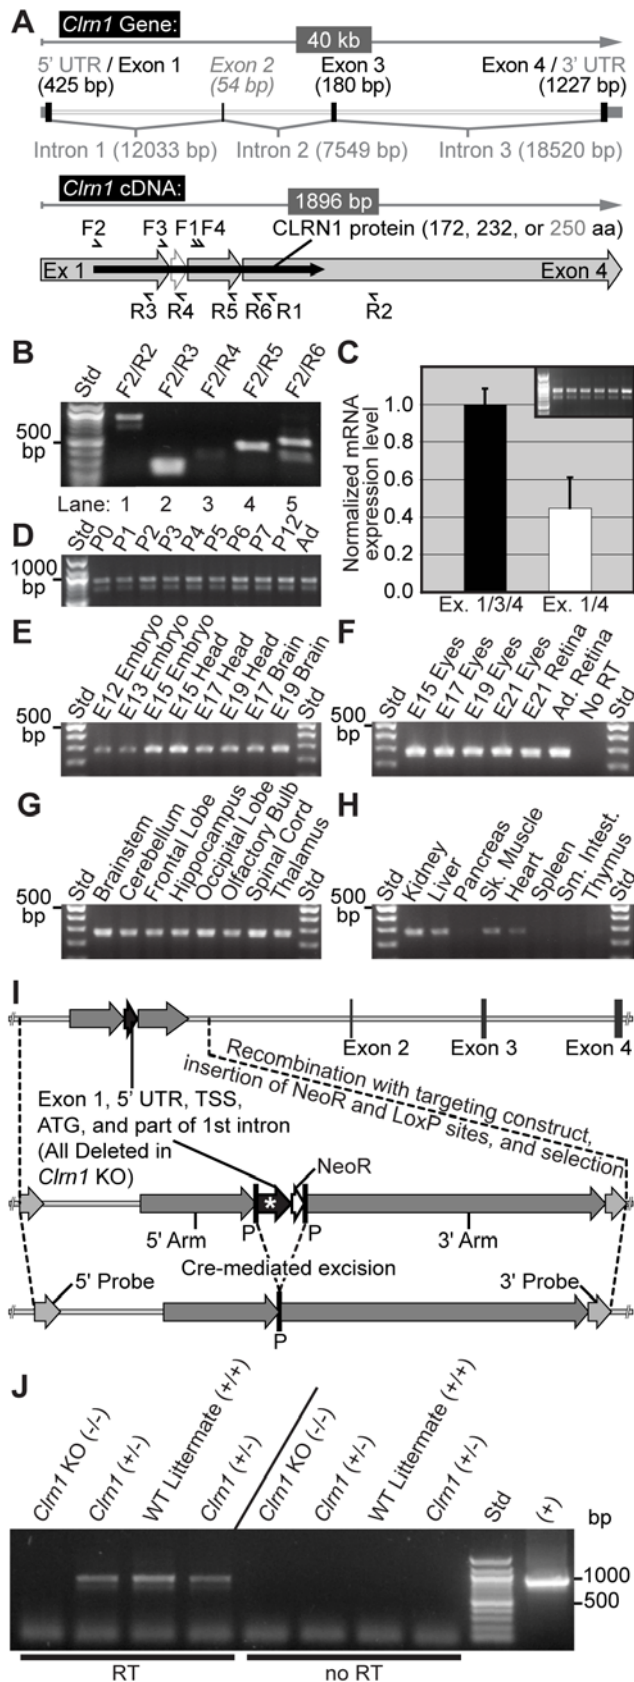 A
Clrn1 Gene:
40 kb
5' UTR / Exon 1
(425 bp)
Exon 2
(54 bp)
Exon 3
(180 bp)
Exon 4 / 3' UTR
(1227 bp)
Intron 1 (12033 bp)
Intron 2 (7549 bp)
Intron 3 (18520 bp)
Clrn1 cDNA:
1896 bp
F2
F3 F1 F4
CLRN1 protein (172, 232, or 250 aa)
Ex 1
Exon 4
R3 R4 R5 R6 R1 R2
B
Std
F2/R2
F2/R3
F2/R4
F2/R5
F2/R6
500
bp
Lane: 1 2 3 4 5
C
Normalized mRNA
expression level
1.0
0.8
0.6
0.4
0.2
0.0
Ex. 1/3/4
Ex. 1/4
D
Std
P0
P1
P2
P3
P4
P5
P6
P7
P12
Ad
1000
bp
E
Std
E12 Embryo
E13 Embryo
E15 Embryo
E15 Head
E17 Head
E19 Head
E17 Brain
E19 Brain
Std
500
bp
F
Std
E15 Eyes
E17 Eyes
E19 Eyes
E21 Eyes
E21 Retina
Ad. Retina
No RT
500
bp
G
Std
Brainstem
Cerebellum
Frontal Lobe
Hippocampus
Occipital Lobe
Olfactory Bulb
Spinal Cord
Thalamus
Std
500
bp
H
Kidney
Liver
Pancreas
Sk. Muscle
Heart
Spleen
Sm. Intest.
Thymus
Std
500
bp
I
Exon 2
Exon 3
Exon 4
Recombination with targeting construct,
insertion of NeoR and LoxP sites, and selection
Exon 1, 5' UTR, TSS,
ATG, and part of 1st intron
(All Deleted in
Clrn1 KO)
NeoR
*
5' Arm
P
P
3' Arm
Cre-mediated excision
5' Probe
3' Probe
P
J
Clrn1 KO (-/-)
Clrn1 (+/-)
WT Littermate (+/+)
Clrn1 (+/-)
Clrn1 KO (-/-)
Clrn1 (+/-)
WT Littermate (+/+)
Clrn1 (+/-)
Std
(+)
bp
1000
500
RT
no RT